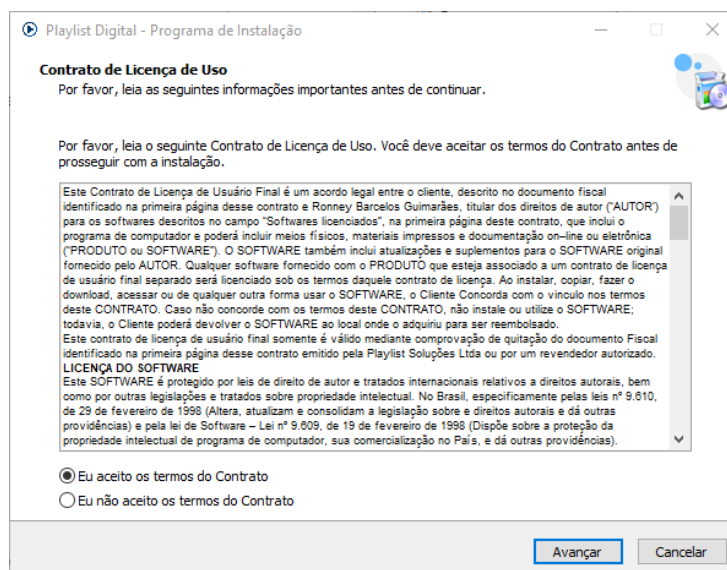 Playlist Digital - Programa de Instalação
Contrato de Licença de Uso
Por favor, leia as seguintes informações importantes antes de continuar.
Por favor, leia o seguinte Contrato de Licença de Uso. Você deve aceitar os termos do Contrato antes de
prosseguir com a instalação.
Este Contrato de Licença de Usuário Final é um acordo legal entre o cliente, descrito no documento fiscal
identificado na primeira página desse contrato e Ronney Barcelos Guimarães, titular dos direitos de autor ("AUTOR")
para os softwares descritos no campo "Softwares licenciados", na primeira página deste contrato, que inclui o
programa de computador e poderá incluir meios físicos, materiais impressos e documentação on–line ou eletrônica
("PRODUTO ou SOFTWARE"). O SOFTWARE também inclui atualizações e suplementos para o SOFTWARE original
fornecido pelo AUTOR. Qualquer software fornecido com o PRODUTO que esteja associado a um contrato de licença
de usuário final separado será licenciado sob os termos daquele contrato de licença. Ao instalar, copiar, fazer o
download, acessar ou de qualquer outra forma usar o SOFTWARE, o Cliente Concorda com o vinculo nos termos
deste CONTRATO. Caso não concorde com os termos deste CONTRATO, não instale ou utilize o SOFTWARE;
todavia, o Cliente poderá devolver o SOFTWARE ao local onde o adquiriu para ser reembolsado.
Este contrato de licença de usuário final somente é válido mediante comprovação de quitação do documento Fiscal
identificado na primeira página desse contrato emitido pela Playlist Soluções Ltda ou por um revendedor autorizado.
LICENÇA DO SOFTWARE
Este SOFTWARE é protegido por leis de direito de autor e tratados internacionais relativos a direitos autorais, bem
como por outras legislações e tratados sobre propriedade intelectual. No Brasil, especificamente pelas leis nº 9.610,
de 29 de fevereiro de 1998 (Altera, atualizam e consolidam a legislação sobre e direitos autorais e dá outras
providências) e pela lei de Software – Lei nº 9.609, de 19 de fevereiro de 1998 (Dispõe sobre a proteção da
propriedade intelectual de programa de computador, sua comercialização no País, e dá outras providências).
Eu aceito os termos do Contrato
Eu não aceito os termos do Contrato
Avançar
Cancelar